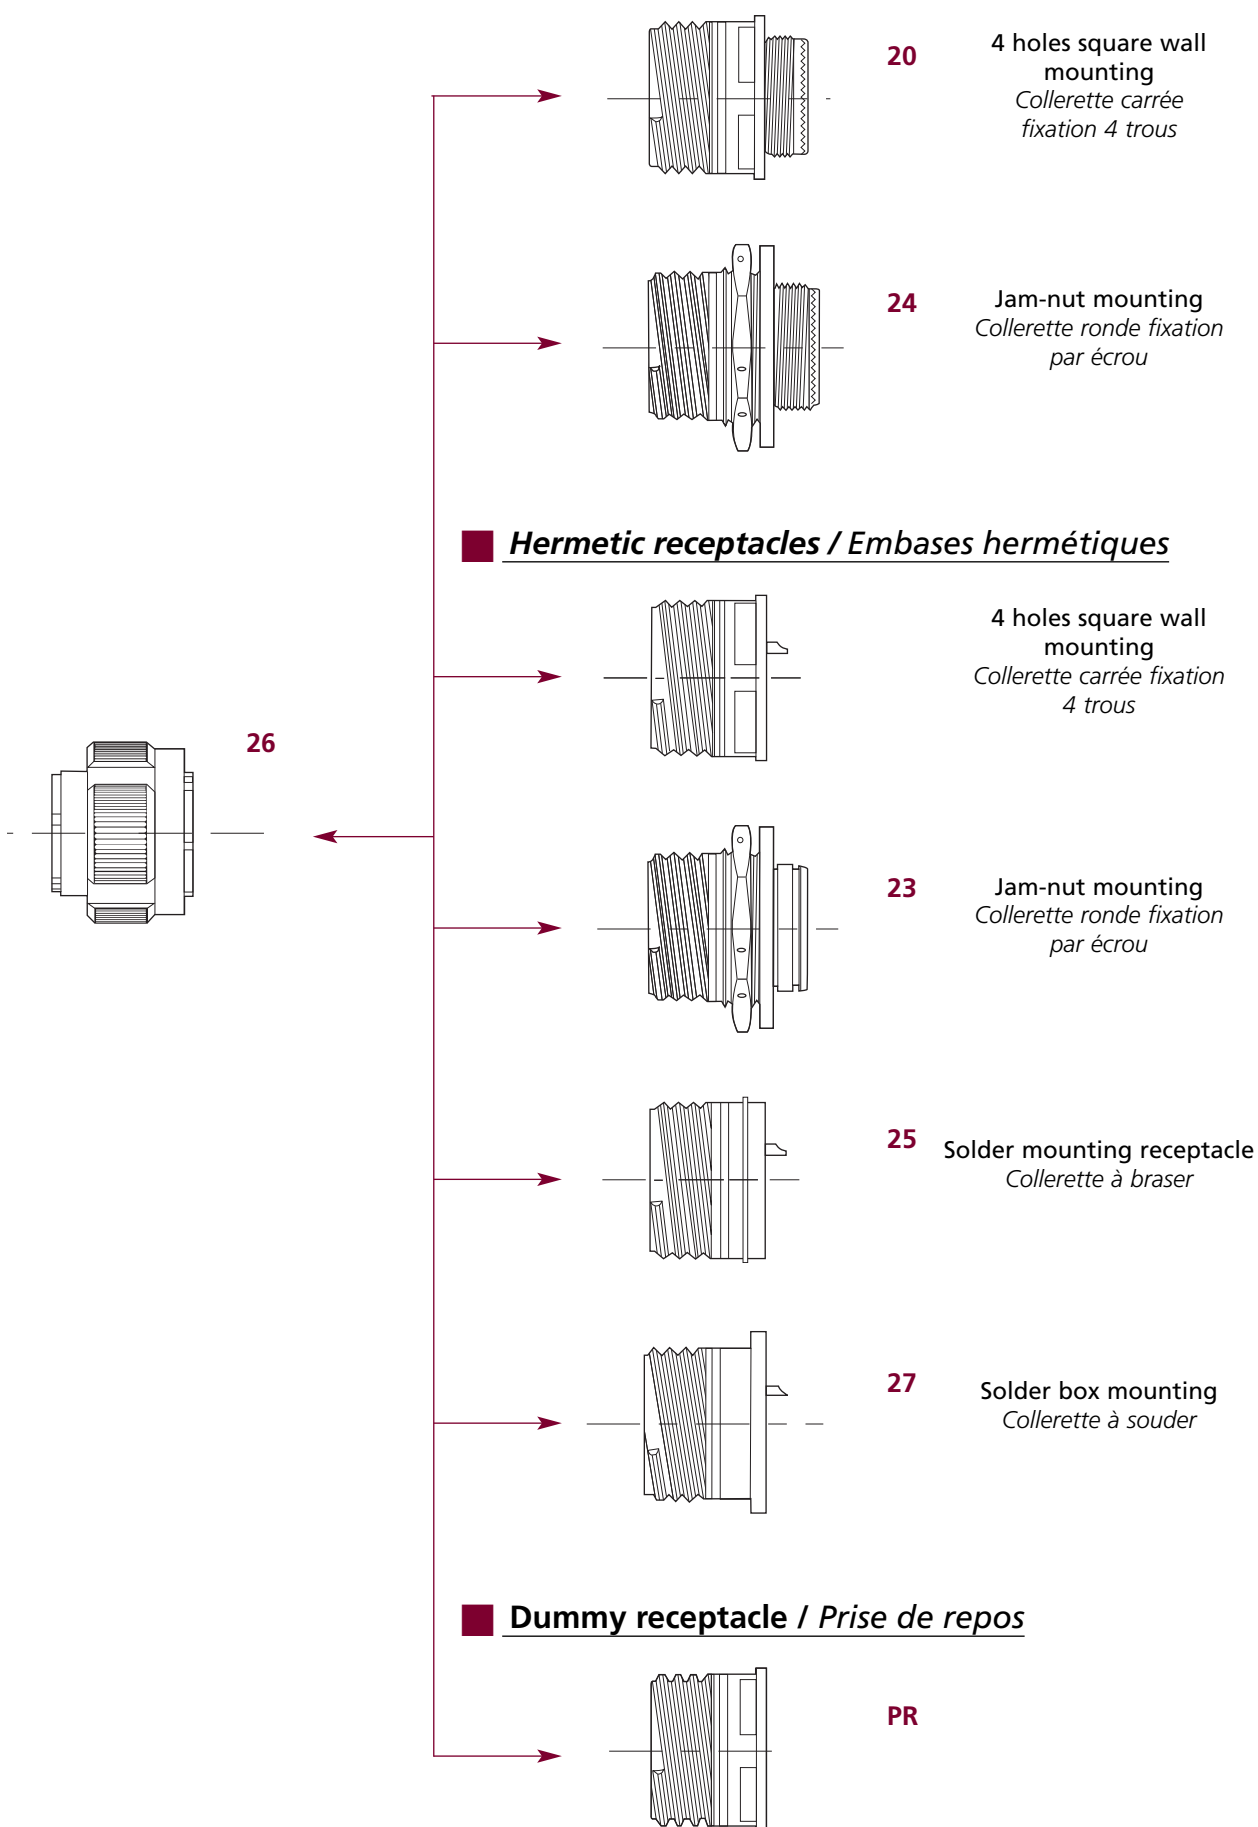 20
4 holes square wall
mounting
Collerette carrée
fixation 4 trous
24
Jam-nut mounting
Collerette ronde fixation
par écrou
Hermetic receptacles / Embases hermétiques
4 holes square wall
mounting
Collerette carrée fixation
4 trous
26
23
Jam-nut mounting
Collerette ronde fixation
par écrou
25
Solder mounting receptacle
Collerette à braser
27
Solder box mounting
Collerette à souder
Dummy receptacle / Prise de repos
PR